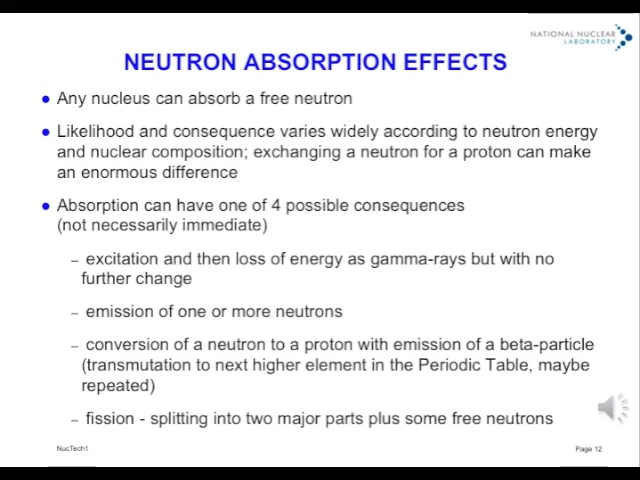 NATIONAL NUCLEAR
LABORATORY
NEUTRON ABSORPTION EFFECTS
● Any nucleus can absorb a free neutron
● Likelihood and consequence varies widely according to neutron energy
and nuclear composition; exchanging a neutron for a proton can make
an enormous difference
● Absorption can have one of 4 possible consequences
(not necessarily immediate)
– excitation and then loss of energy as gamma-rays but with no
further change
– emission of one or more neutrons
– conversion of a neutron to a proton with emission of a beta-particle
(transmutation to next higher element in the Periodic Table, maybe
repeated)
– fission - splitting into two major parts plus some free neutrons
NucTech1
Page 12